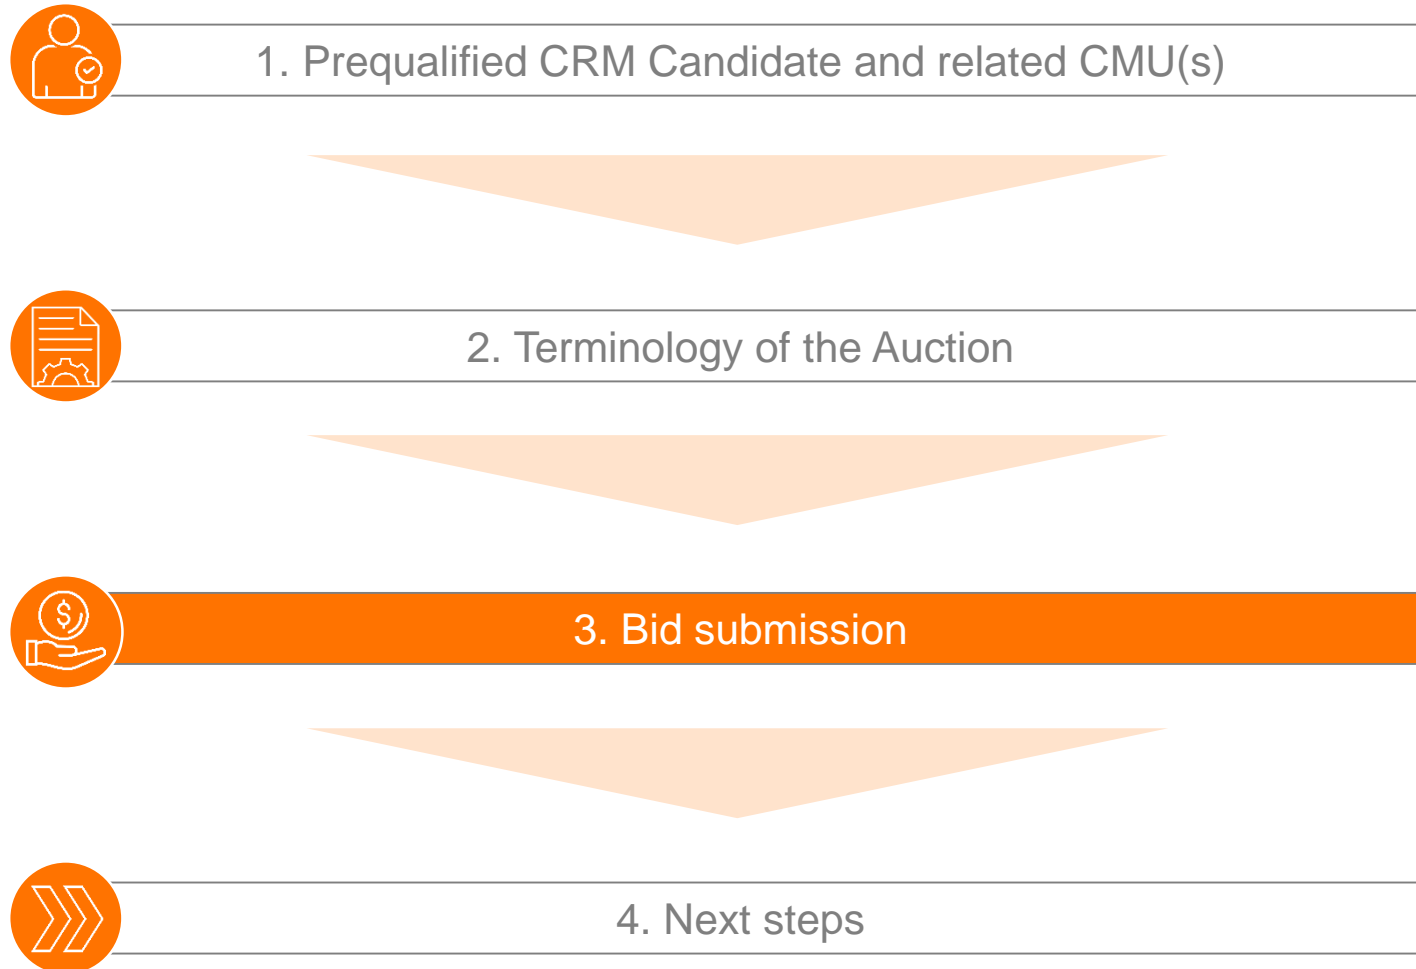 1. Prequalified CRM Candidate and related CMU(s)
2. Terminology of the Auction
3. Bid submission
$
4. Next steps